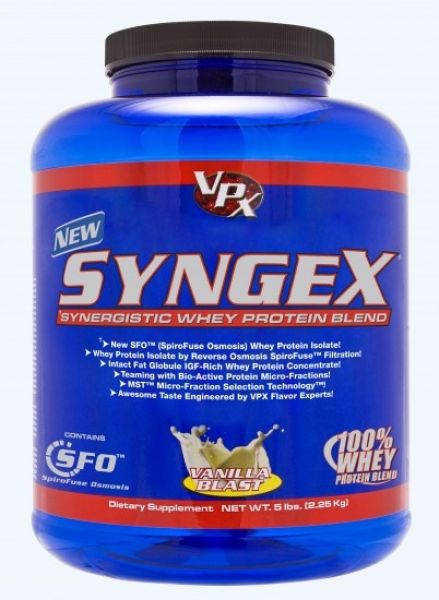 VPX
NEW
SYNGEX®
SYNERGISTIC WHEY PROTEIN BLEND
†➤ New SFO™ (SpiroFuse Osmosis) Whey Protein Isolate!
➤ Whey Protein Isolate by Reverse Osmosis SpiroFuse™ Filtration!
➤ Intact Fat Globule IGF-Rich Whey Protein Concentrate!
➤ Teaming with Bio-Active Protein Micro-Fractions!
➤ MST™ Micro-Fraction Selection Technology™!
➤ Awesome Taste Engineered by VPX Flavor Experts!
CONTAINS
SFO™
SpiroFuse Osmosis
VANILLA
BLAST
100%
WHEY
PROTEIN BLEND
Dietary Supplement NET WT. 5 lbs. (2.25 Kg)